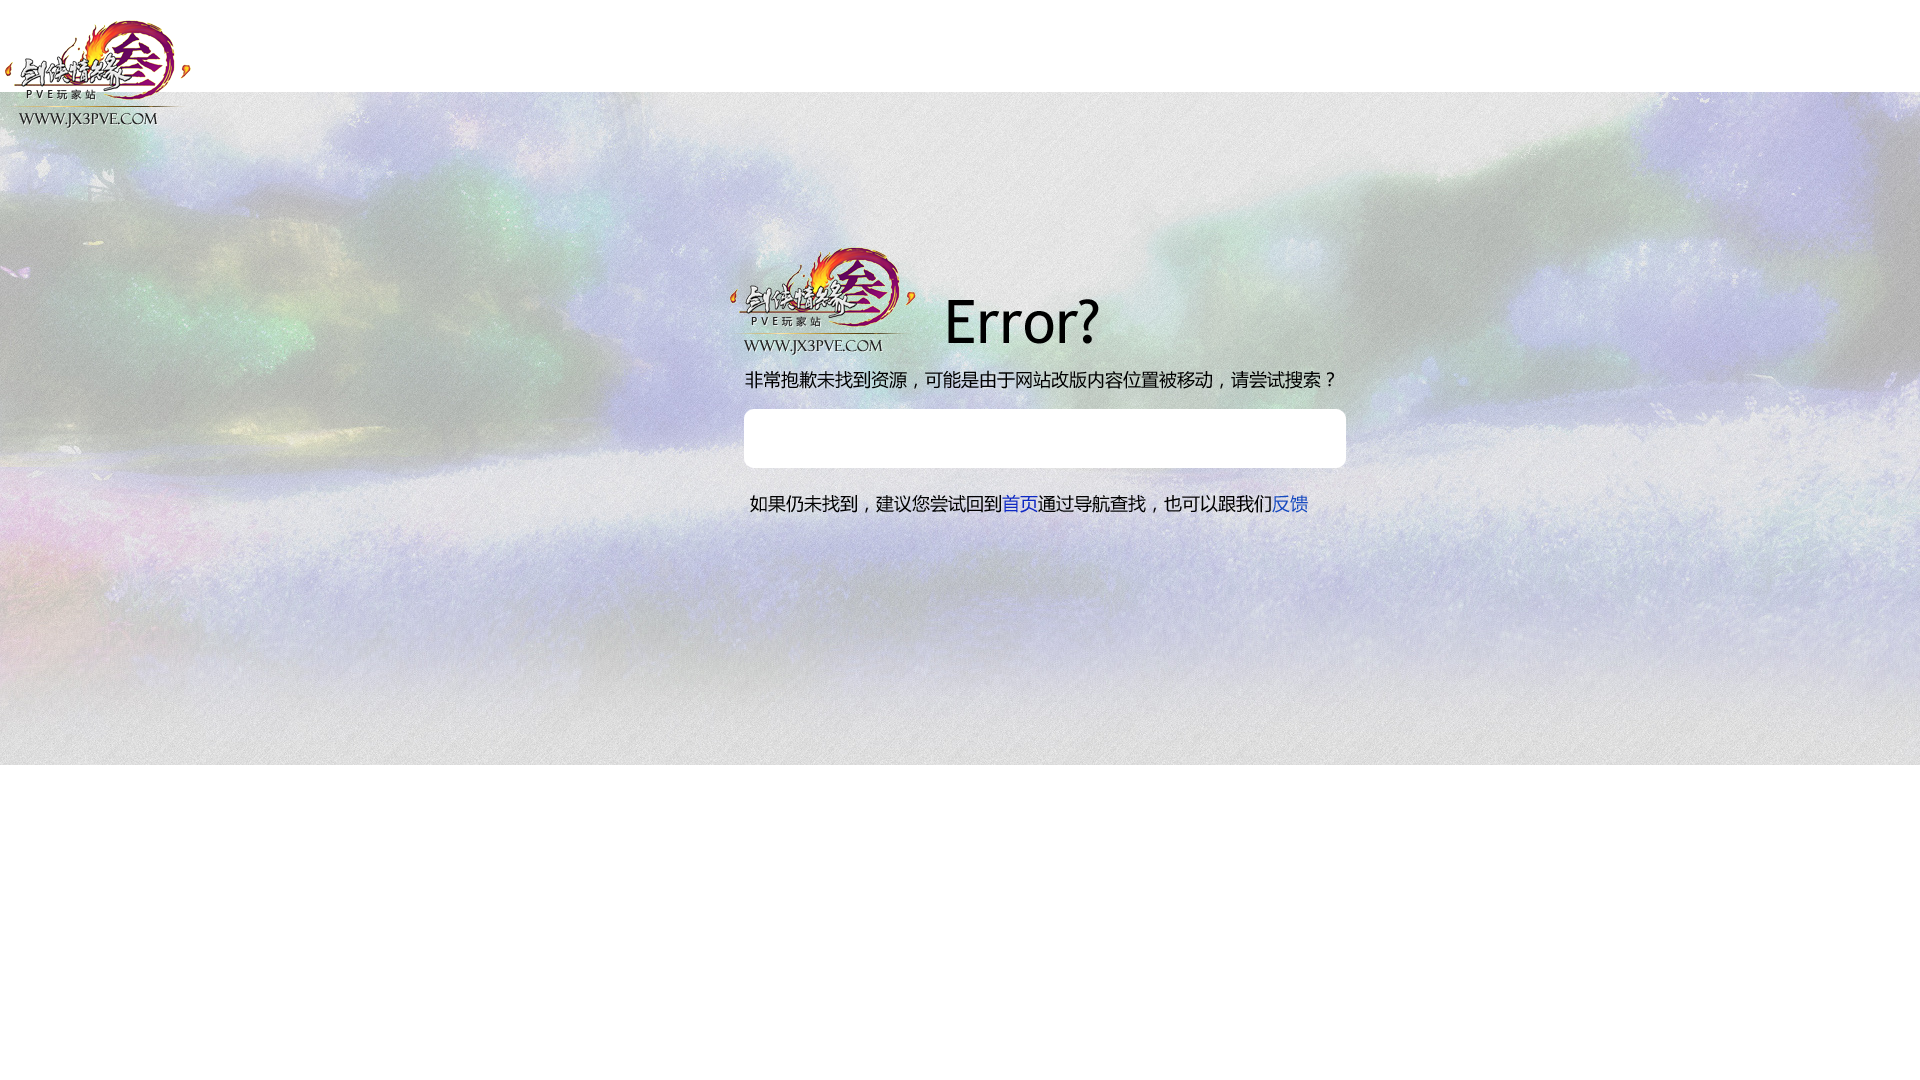 剑侠情缘
叁
PVE玩家站
WWW.JX3PVE.COM
剑侠情缘
叁
PVE玩家站
WWW.JX3PVE.COM
Error?
非常抱歉未找到资源，可能是由于网站改版内容位置被移动，请尝试搜索？
如果仍未找到，建议您尝试回到首页通过导航查找，也可以跟我们反馈